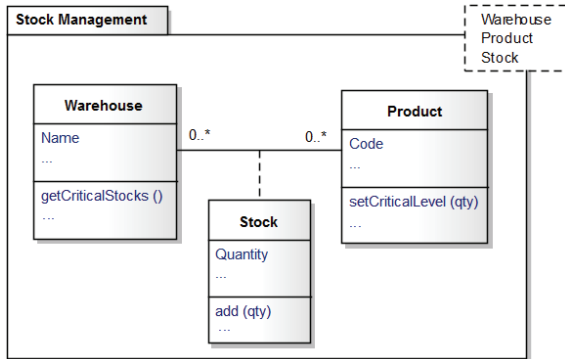 Stock Management
Warehouse
Product
Stock
Warehouse
Name
...
getCriticalStocks ()
...
0..*
0..*
Product
Code
...
setCriticalLevel (qty)
...
Stock
Quantity
...
add (qty)
...